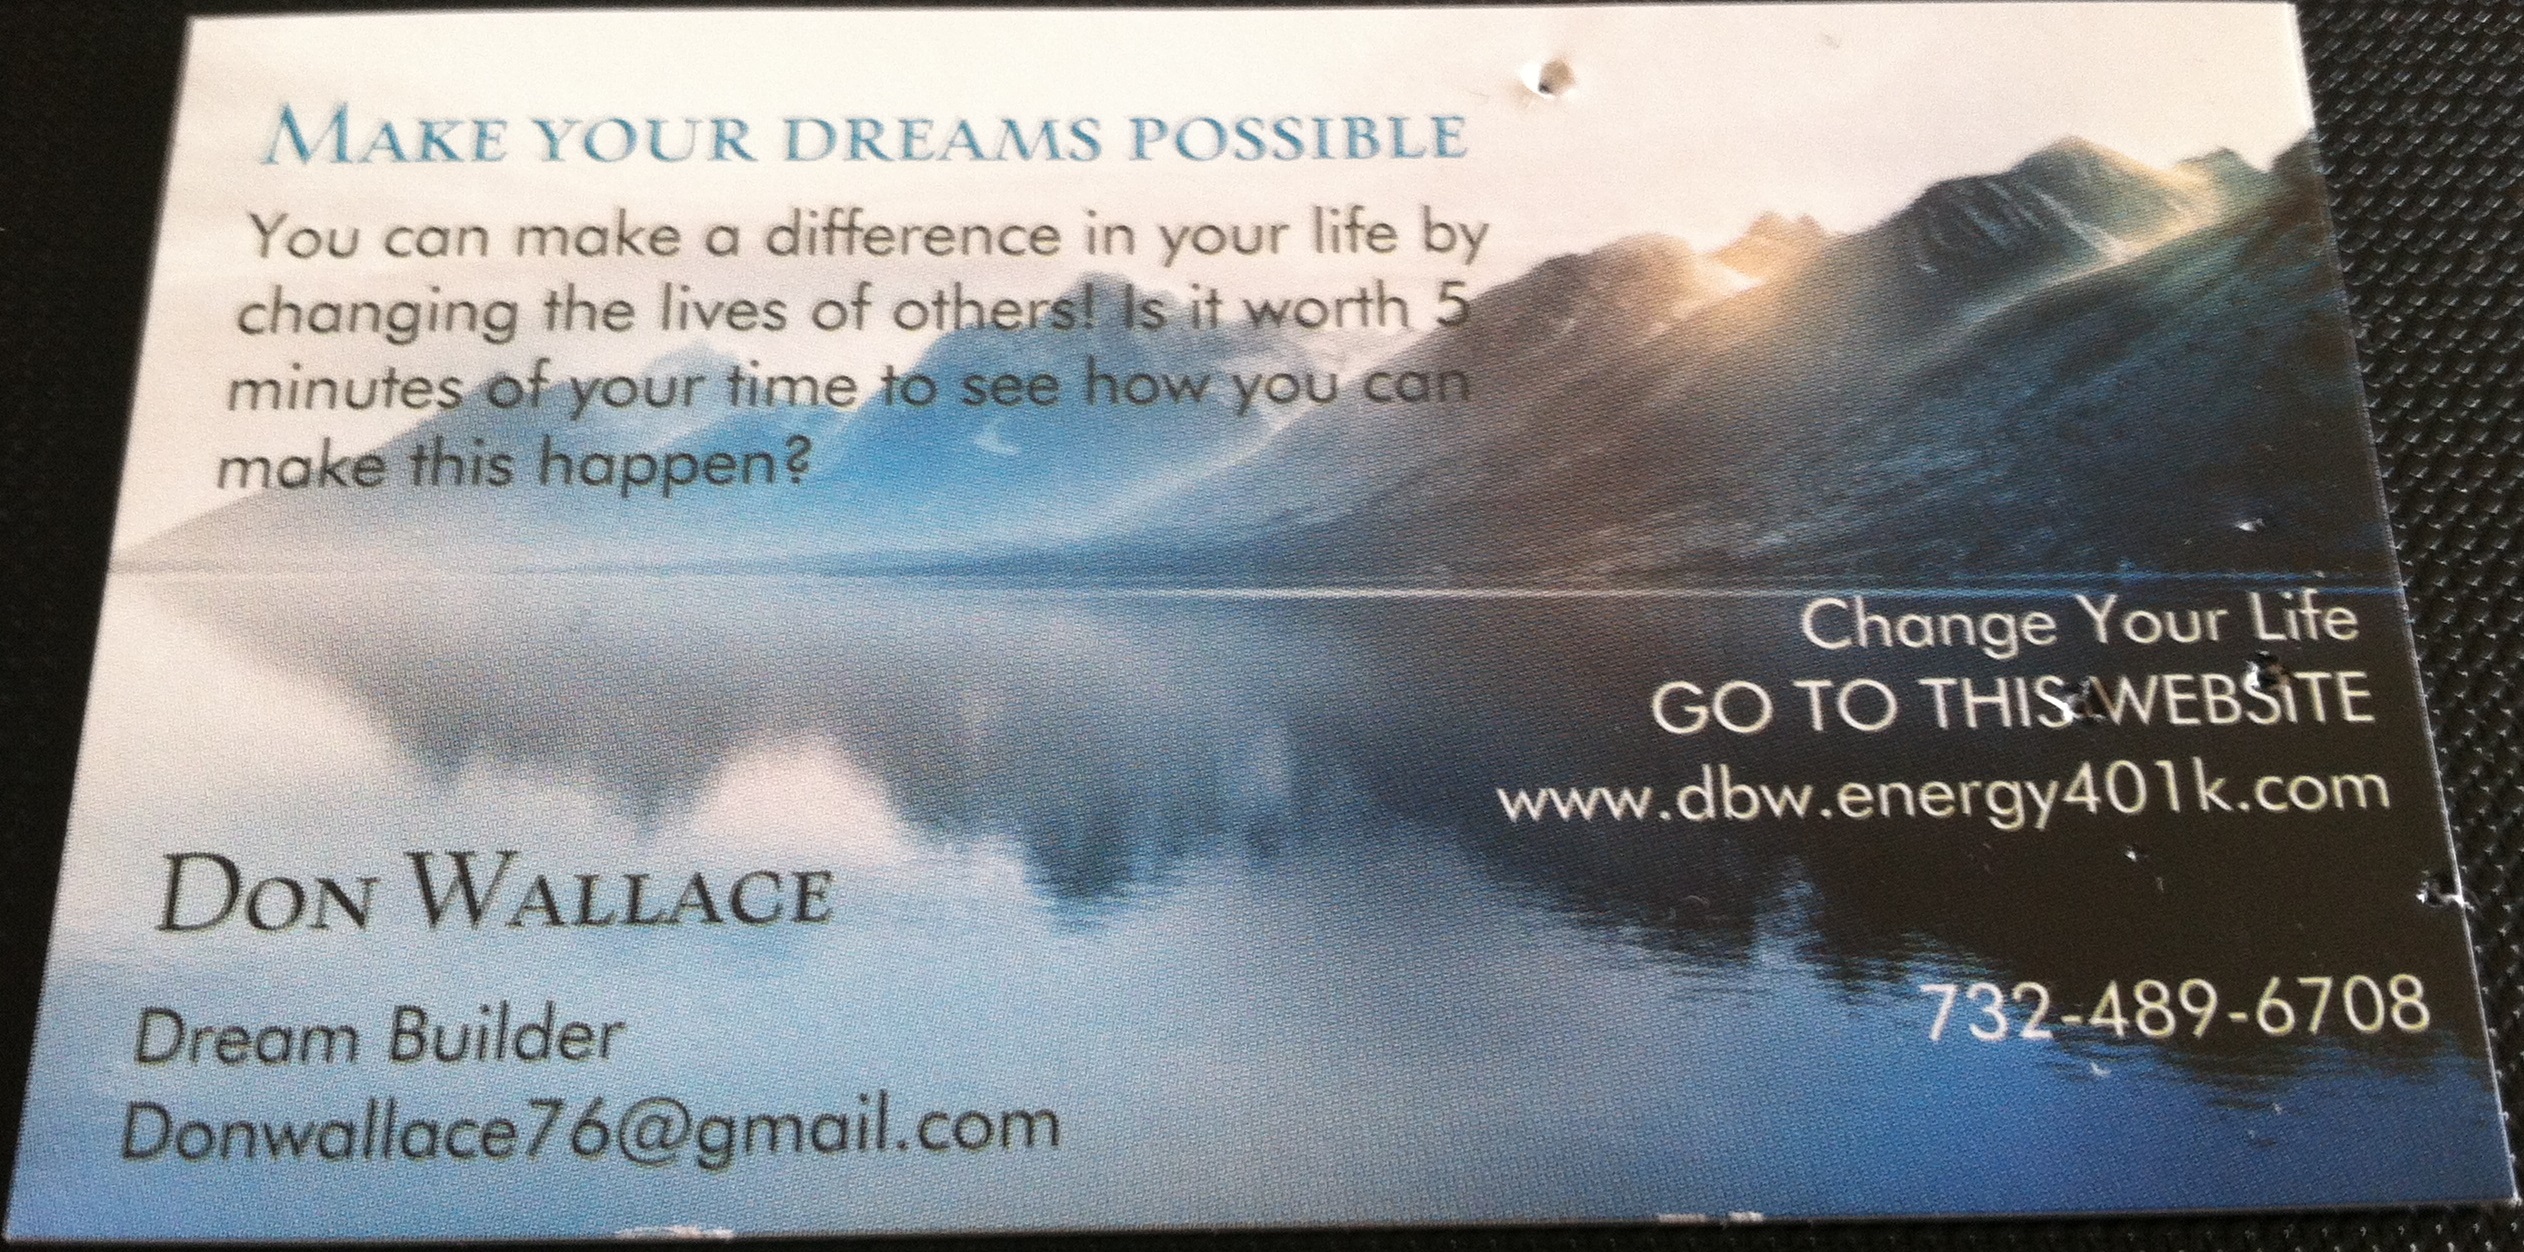 MAKE YOUR DREAMS POSSIBLE
You can make a difference in your life by
changing the lives of others! Is it worth 5
minutes of your time to see how you can
make this happen?
Change Your Life
GO TO THIS WEBSITE
www.dbw.energy401k.com
DON WALLACE
Dream Builder
Donwallace76@gmail.com
732-489-6708